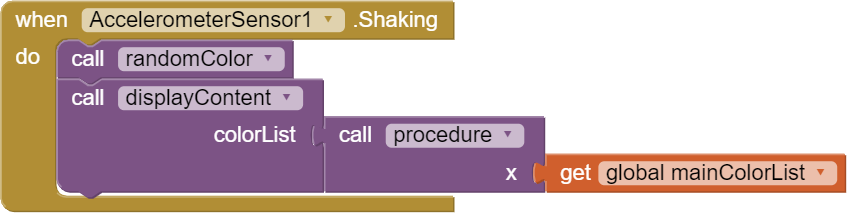 when AccelerometerSensor1 .Shaking
do call randomColor
call displayContent
colorList call procedure
x get global mainColorList